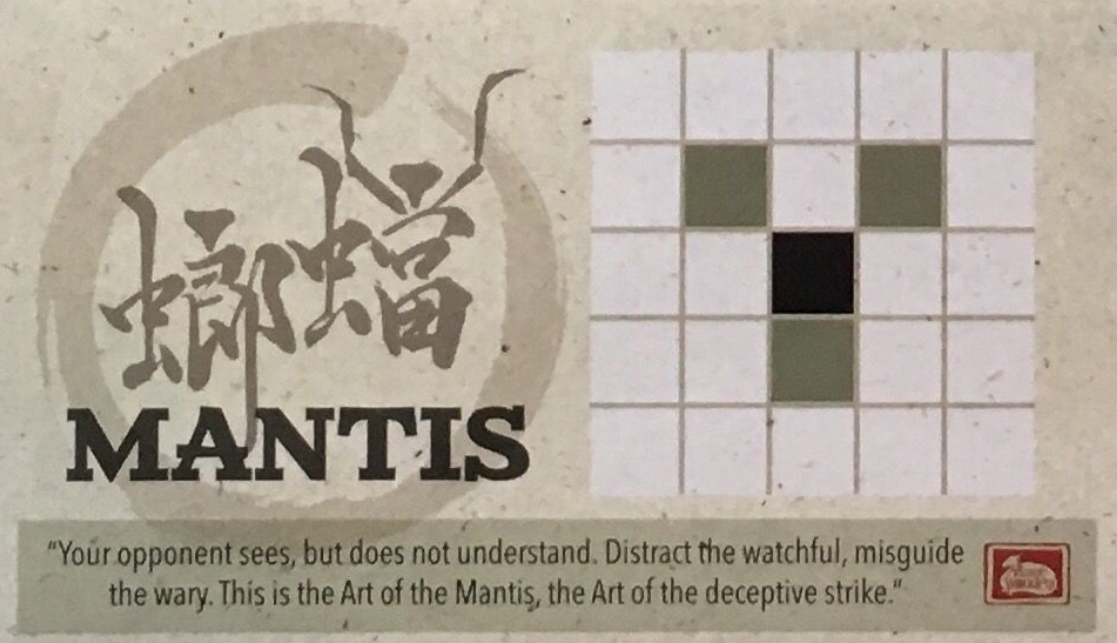 蟷螂
MANTIS
“Your opponent sees, but does not understand. Distract the watchful, misguide
the wary. This is the Art of the Mantis, the Art of the deceptive strike.”